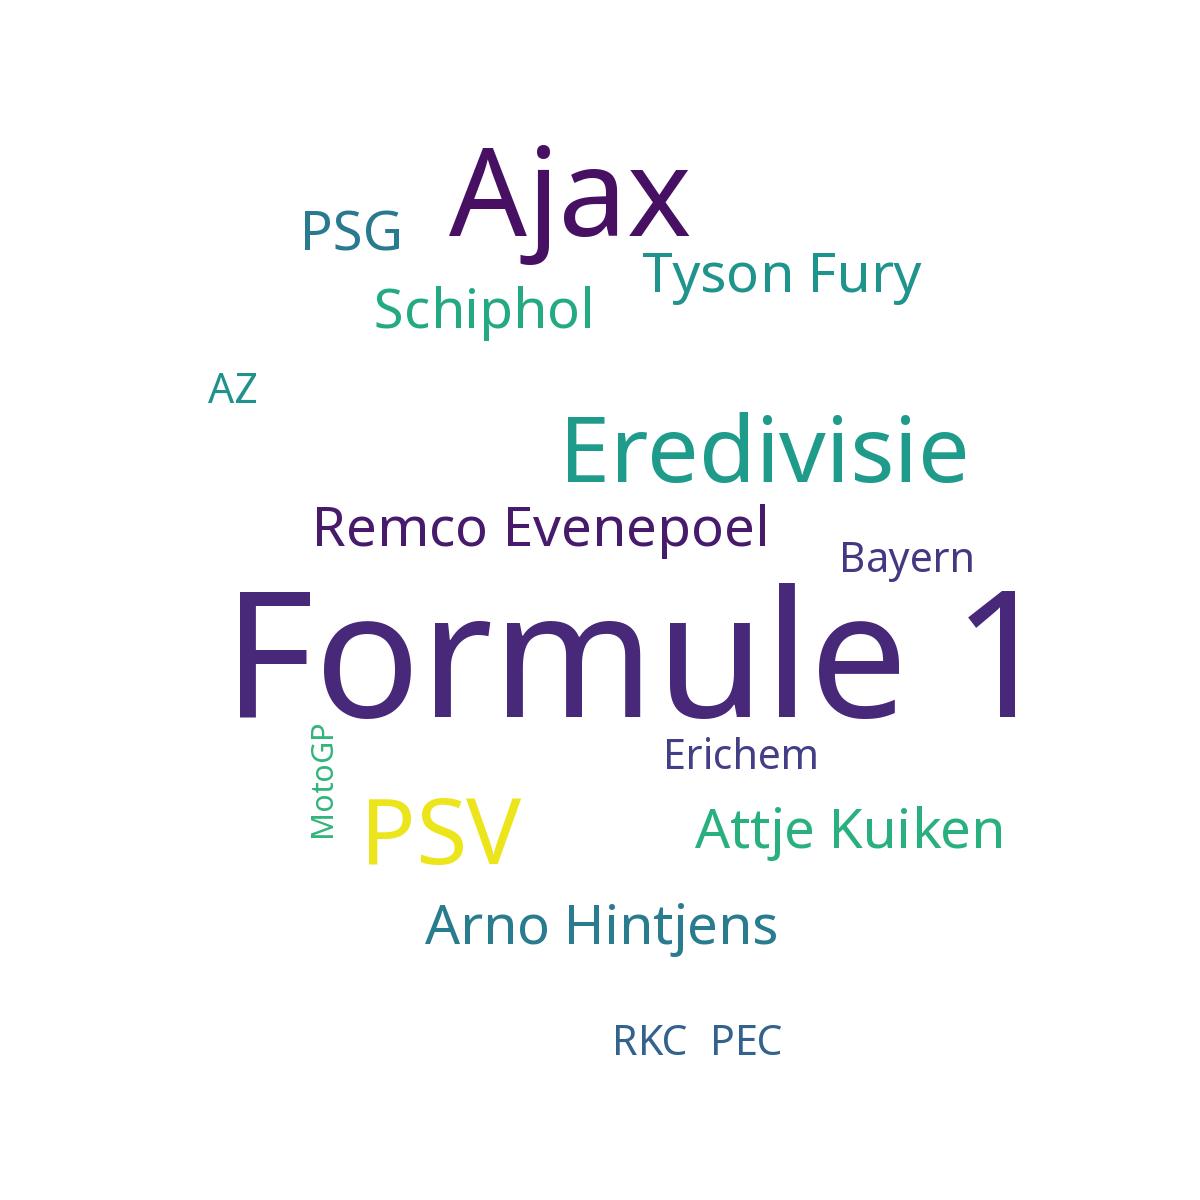 Ajax
PSG
Tyson Fury
Schiphol
AZ
Eredivisie
Remco Evenepoel
Bayern
Formule 1
MotoGP
Erichem
PSV
Attje Kuiken
Arno Hintjens
RKC PEC